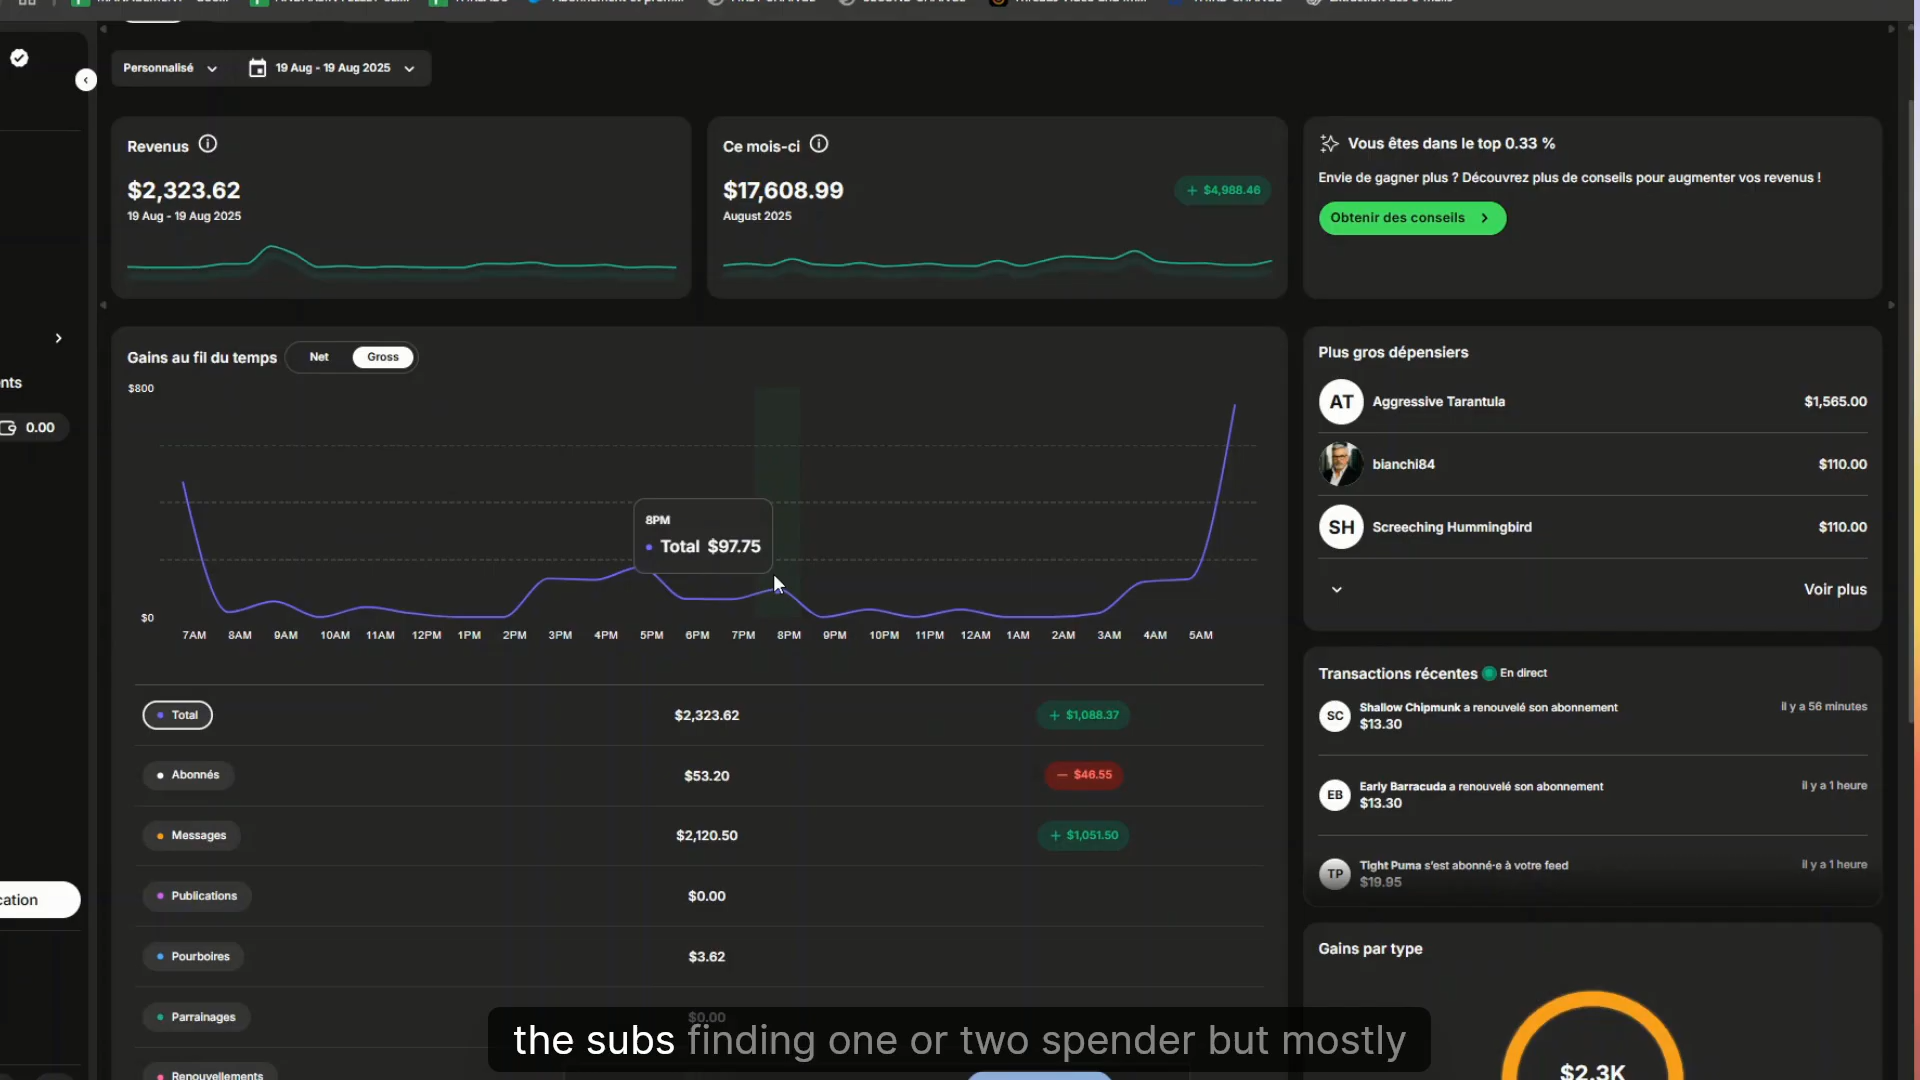 Personnalisé
19 Aug - 19 Aug 2025
Revenus
$2,323.62
19 Aug - 19 Aug 2025
Ce mois-ci
$17,608.99
+ $4,988.46
August 2025
Vous êtes dans le top 0.33 %
Envie de gagner plus ? Découvrez plus de conseils pour augmenter vos revenus !
Obtenir des conseils
nts
0.00
cation
Gains au fil du temps
Net
Gross
$800
$0
8PM
Total $97.75
7AM 8AM 9AM 10AM 11AM 12PM 1PM 2PM 3PM 4PM 5PM 6PM 7PM 8PM 9PM 10PM 11PM 12AM 1AM 2AM 3AM 4AM 5AM
Total $2,323.62 + $1,088.37
Abonnés $53.20 − $46.55
Messages $2,120.50 + $1,051.50
Publications $0.00
Pourboires $3.62
Parrainages $0.00
Renouvellements
Plus gros dépensiers
AT Aggressive Tarantula $1,565.00
bianchi84 $110.00
SH Screeching Hummingbird $110.00
Voir plus
Transactions récentes En direct
SC Shallow Chipmunk a renouvelé son abonnement il y a 56 minutes
$13.30
EB Early Barracuda a renouvelé son abonnement il y a 1 heure
$13.30
TP Tight Puma s'est abonné·e à votre feed il y a 1 heure
$19.95
Gains par type
$2.3K
the subs finding one or two spender but mostly